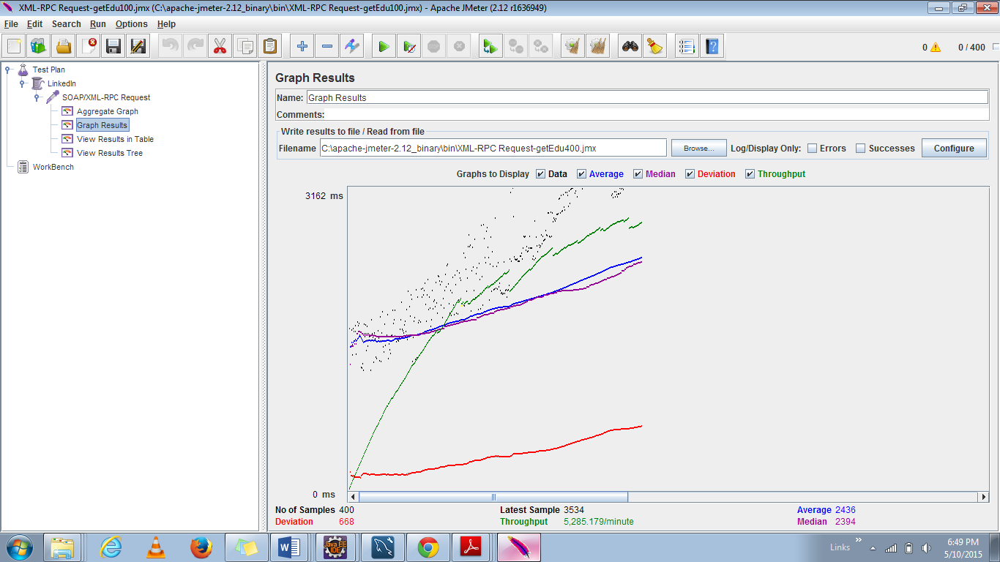 XML-RPC Request-getEdu100.jmx (C:\apache-jmeter-2.12_binary\bin\XML-RPC Request-getEdu100.jmx) - Apache JMeter (2.12 r1636949)
File Edit Search Run Options Help
0 0 / 400
Test Plan
LinkedIn
SOAP/XML-RPC Request
Aggregate Graph
Graph Results
View Results in Table
View Results Tree
WorkBench
Graph Results
Name: Graph Results
Comments:
Write results to file / Read from file
Filename C:\apache-jmeter-2.12_binary\bin\XML-RPC Request-getEdu400.jmx Browse... Log/Display Only: Errors Successes Configure
Graphs to Display Data Average Median Deviation Throughput
3162 ms
0 ms
No of Samples 400 Latest Sample 3534 Average 2436
Deviation 668 Throughput 5,285.179/minute Median 2394
Java EE
IDE
Links
6:49 PM
5/10/2015